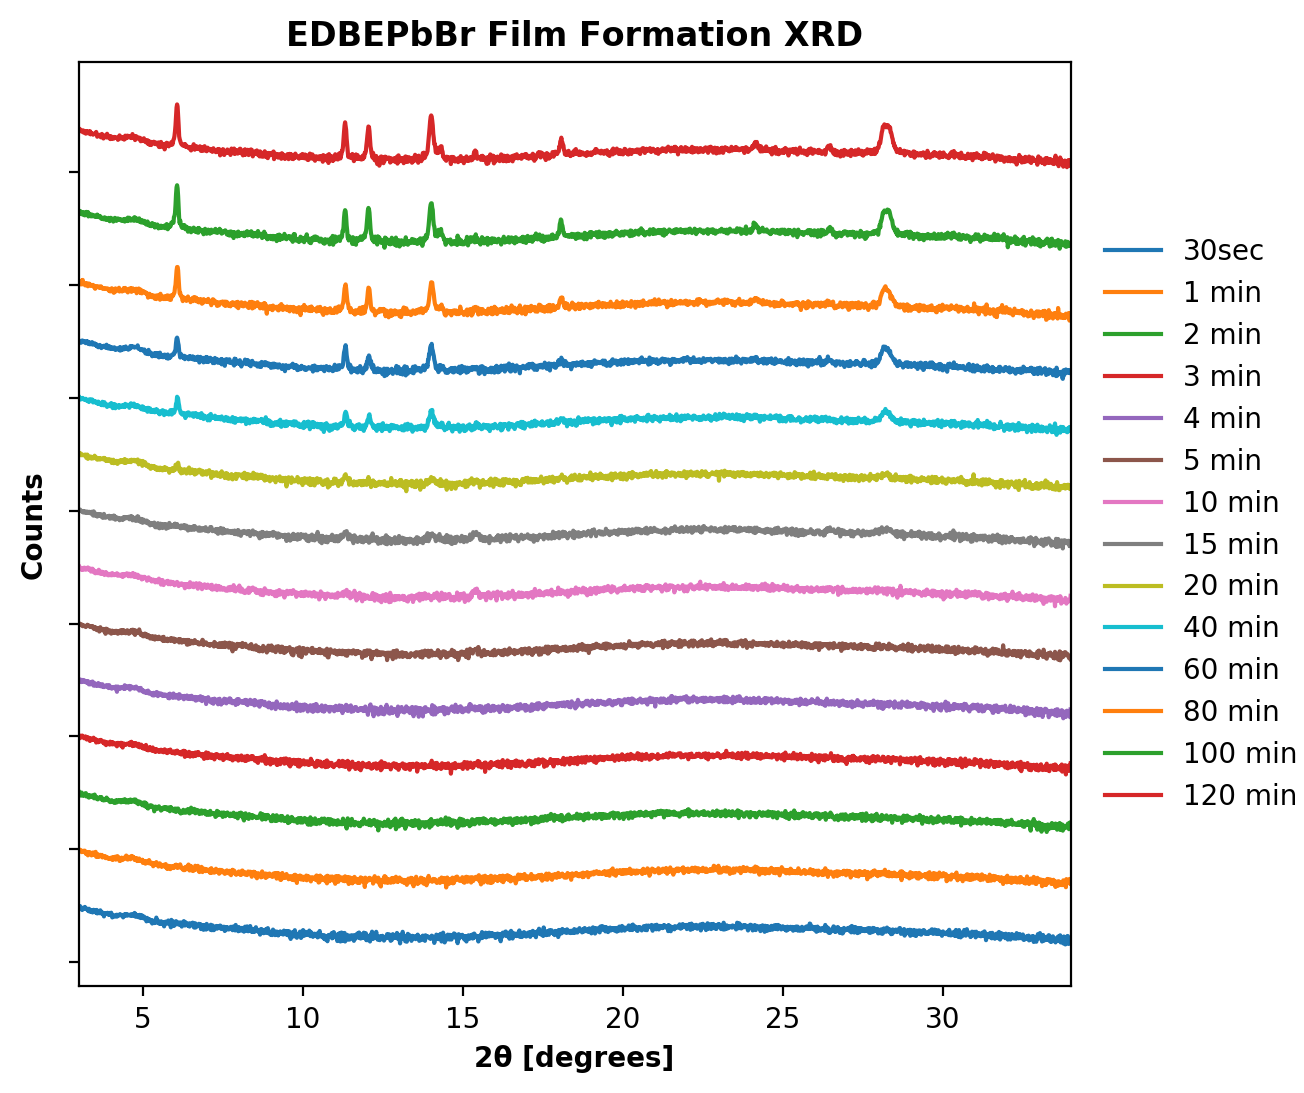 EDBEPbBr Film Formation XRD
Counts
30sec
1 min
2 min
3 min
4 min
5 min
10 min
15 min
20 min
40 min
60 min
80 min
100 min
120 min
5 10 15 20 25 30
2θ [degrees]